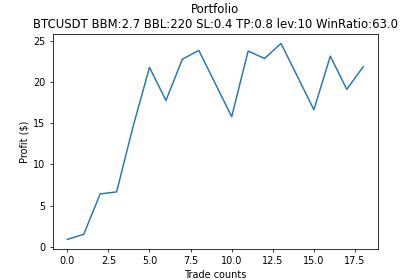 Portfolio
BTCUSDT BBM:2.7 BBL:220 SL:0.4 TP:0.8 lev:10 WinRatio:63.0
25
20
15
10
5
0
Profit ($)
0.0 2.5 5.0 7.5 10.0 12.5 15.0 17.5
Trade counts